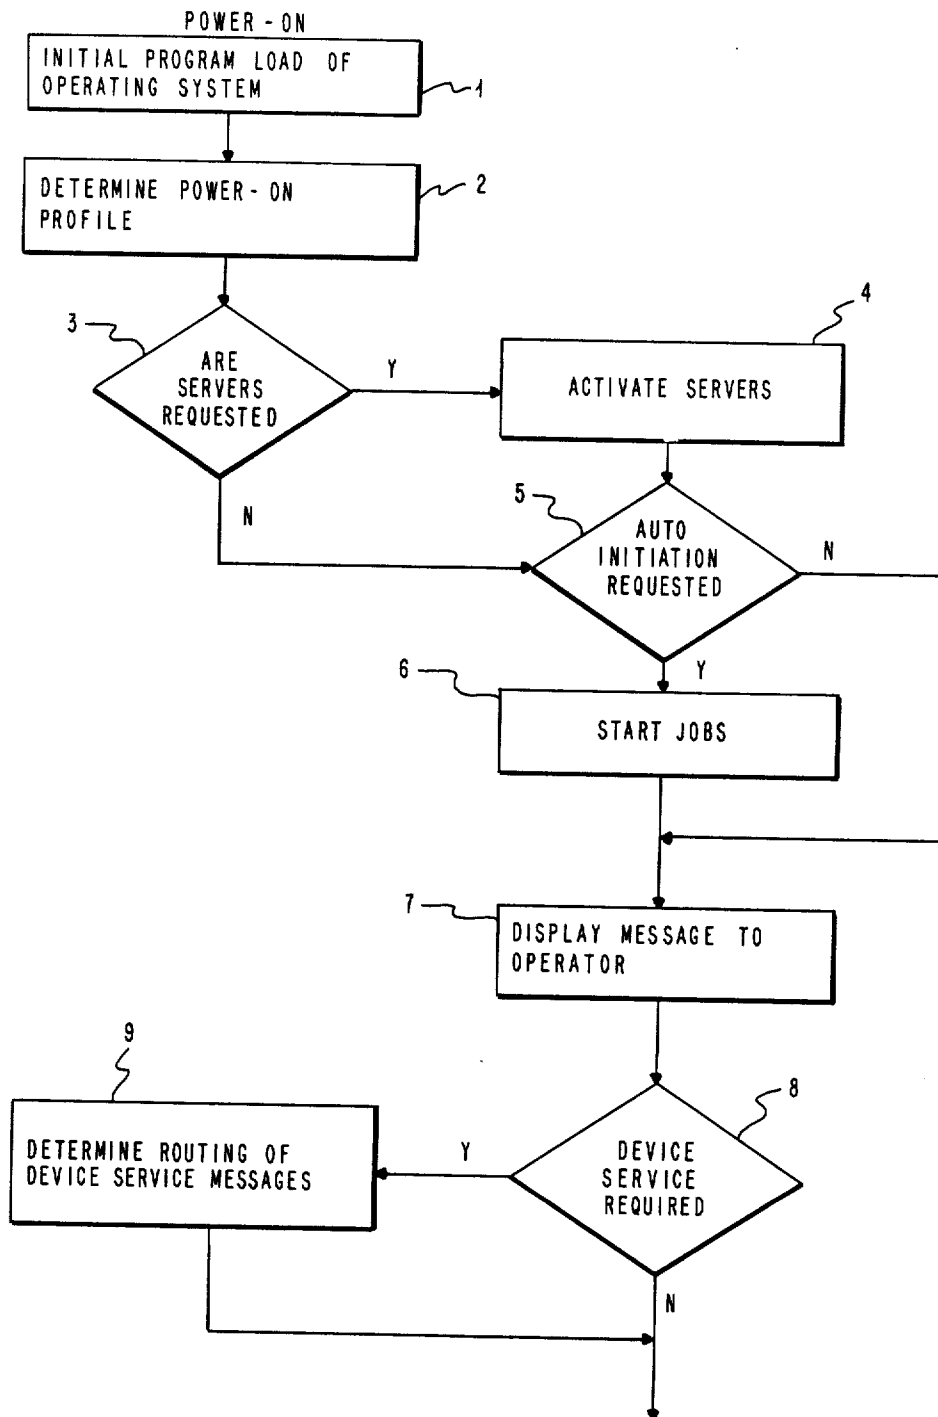 POWER-ON
INITIAL PROGRAM LOAD OF
OPERATING SYSTEM
1
DETERMINE POWER-ON
PROFILE
2
3
ARE
SERVERS
REQUESTED
Y
4
ACTIVATE SERVERS
N
5
AUTO
INITIATION
REQUESTED
N
Y
6
START JOBS
7
DISPLAY MESSAGE TO
OPERATOR
9
8
DETERMINE ROUTING OF
DEVICE SERVICE MESSAGES
Y
DEVICE
SERVICE
REQUIRED
N